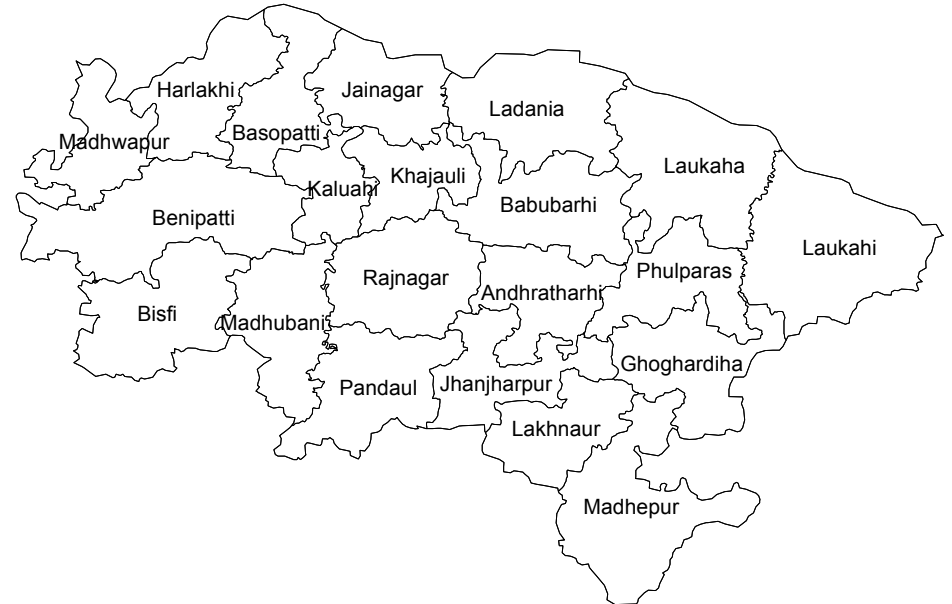 Harlakhi
Jainagar
Ladania
Basopatti
Madhwapur
Laukaha
Khajauli
Kaluahi
Babubarhi
Benipatti
Laukahi
Phulparas
Rajnagar
Andhratharhi
Bisfi
Madhubani
Ghoghardiha
Pandaul
Jhanjharpur
Lakhnaur
Madhepur